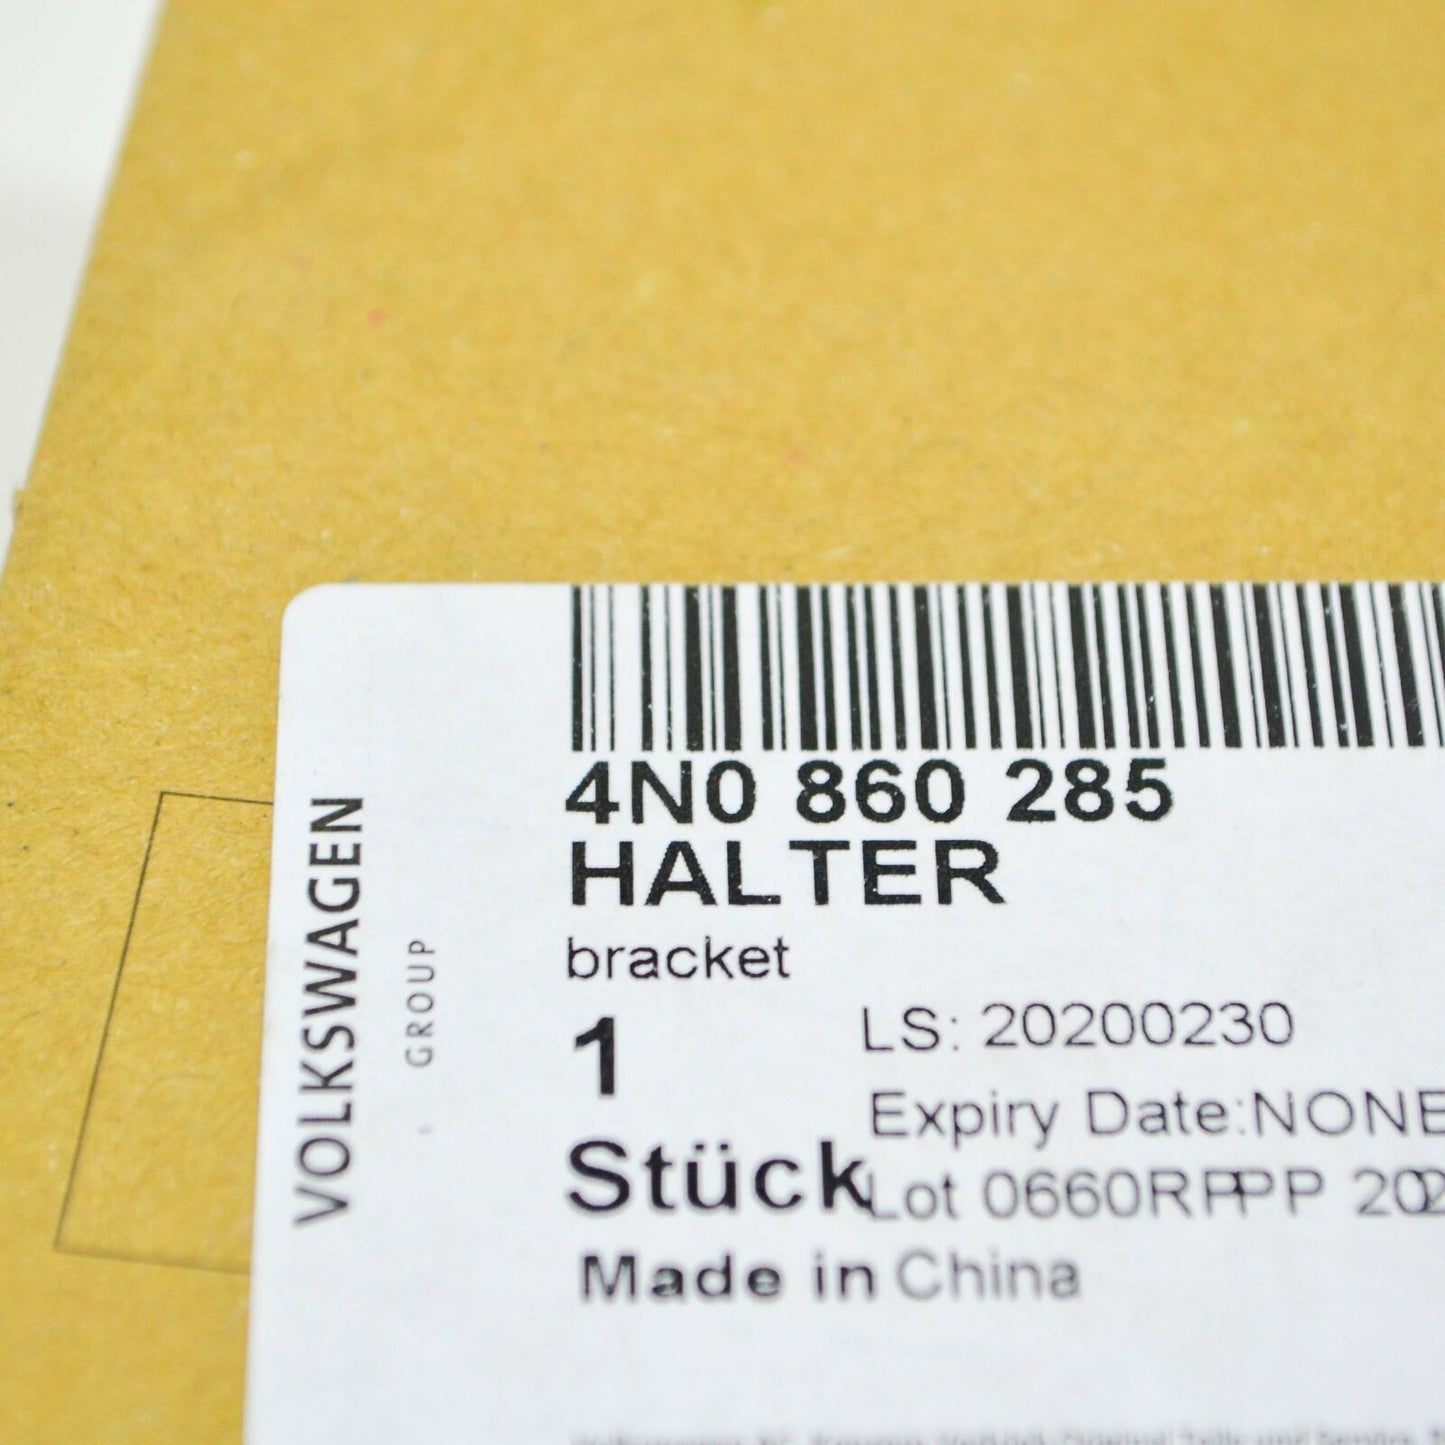 4N0 860 285
HALTER
bracket
1
LS: 20200230
Expiry Date:NONE
Stück
Lot 0660RPPP 202
Made in China
VOLKSWAGEN
GROUP